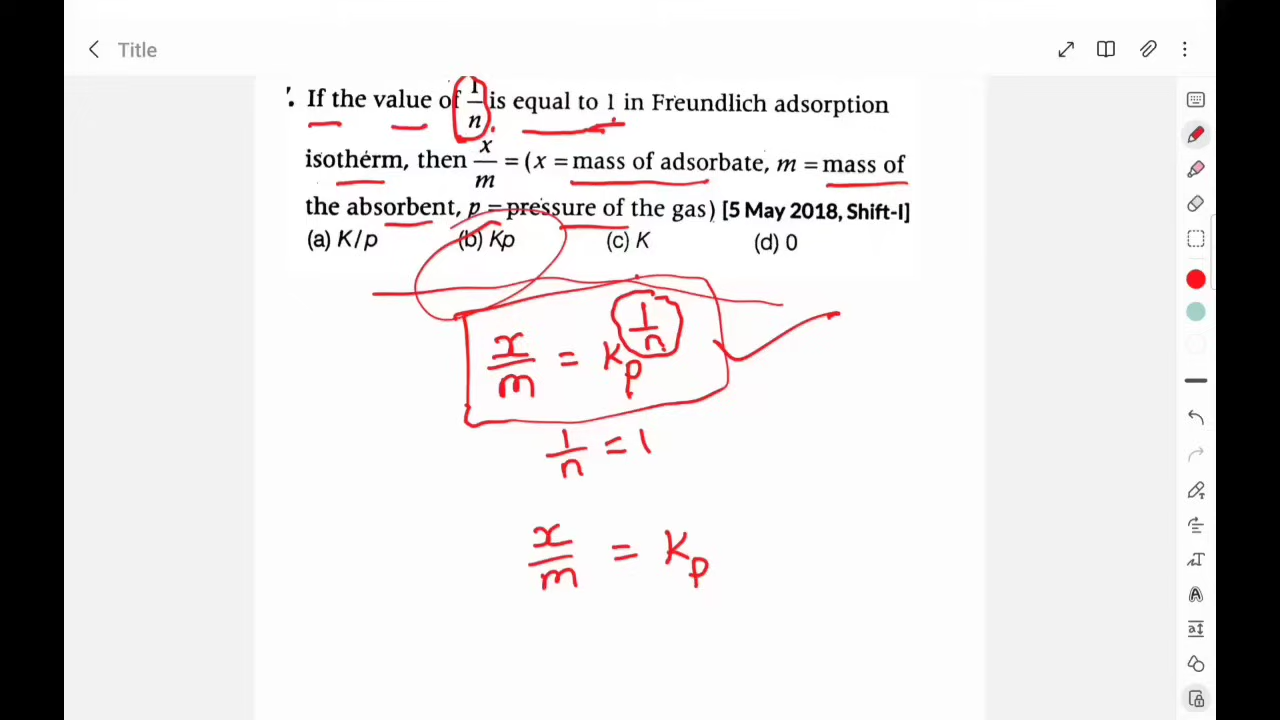 Title
If the value of 1/n is equal to 1 in Freundlich adsorption
isotherm, then x/m = (x = mass of adsorbate, m = mass of
the absorbent, p = pressure of the gas) [5 May 2018, Shift-I]
(a) K/p (b) Kp (c) K (d) 0
x/m = Kp^1/n
1/n = 1
x/m = Kp